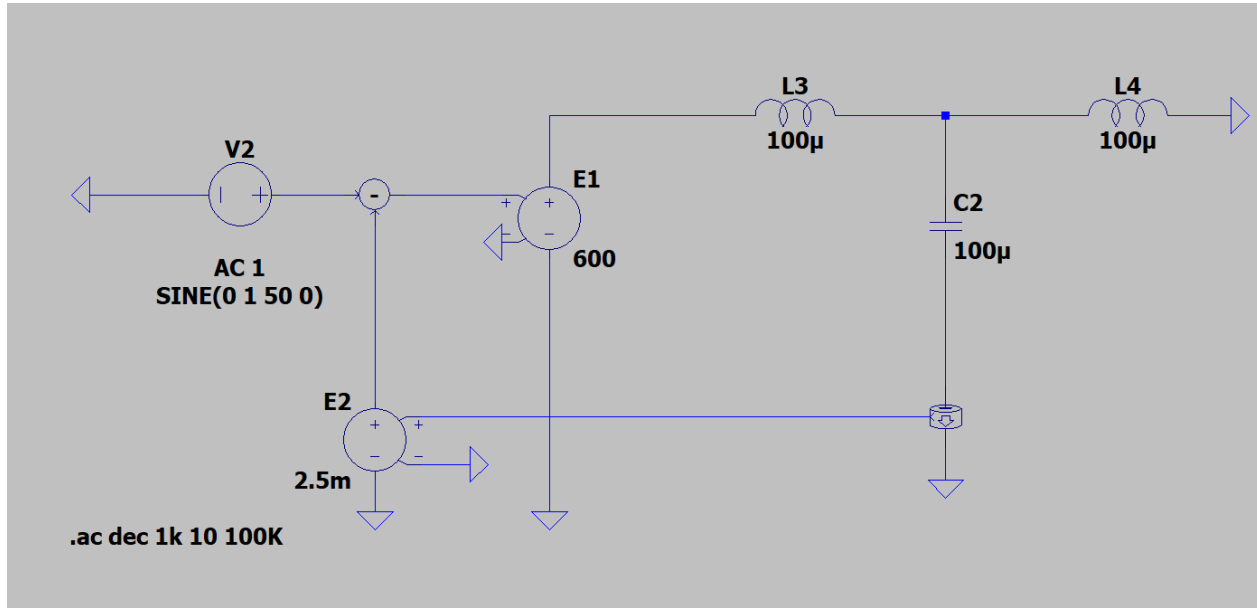 L3
100µ
L4
100µ
V2
AC 1
SINE(0 1 50 0)
-
E1
+
-
+
-
600
C2
100µ
E2
+
-
+
-
2.5m
.ac dec 1k 10 100K